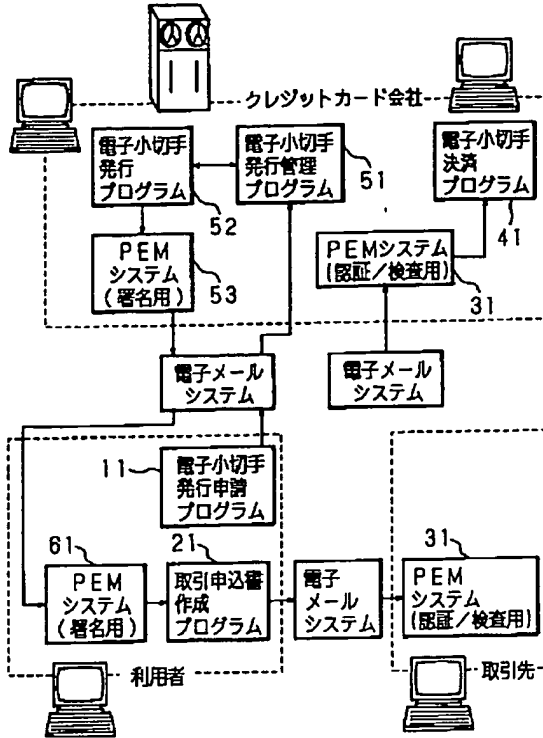 クレジットカード会社
電子小切手
発行
プログラム
52
電子小切手
発行管理
プログラム
51
電子小切手
決済
プログラム
41
PEM
システム
(署名用)
53
PEMシステム
(認証/検査用)
31
電子メール
システム
電子メール
システム
11
電子小切手
発行申請
プログラム
61
PEM
システム
(署名用)
21
取引申込書
作成
プログラム
電子
メール
システム
31
PEM
システム
(認証/検査用)
利用者
取引先